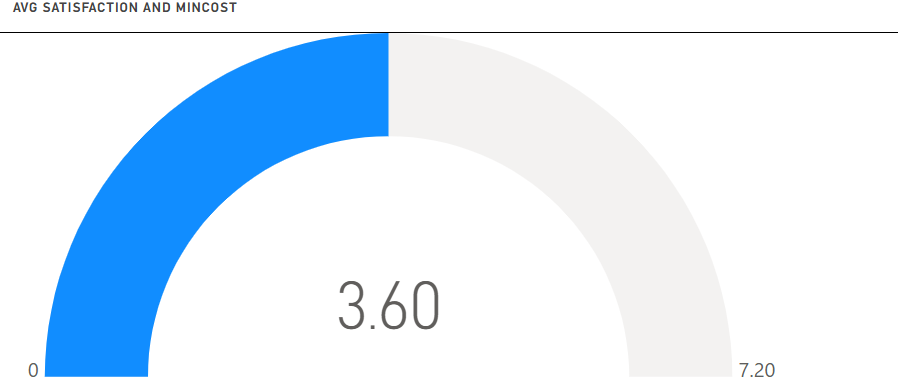 AVG SATISFACTION AND MINCOST
3.60
0
7.20